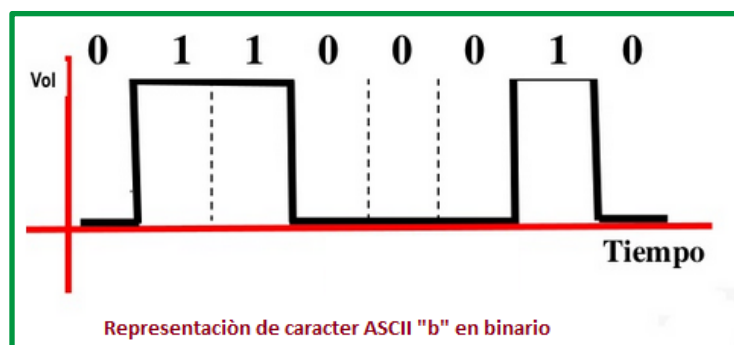 0 1 1 0 0 0 1 0
Vol
Tiempo
Representaciòn de caracter ASCII "b" en binario